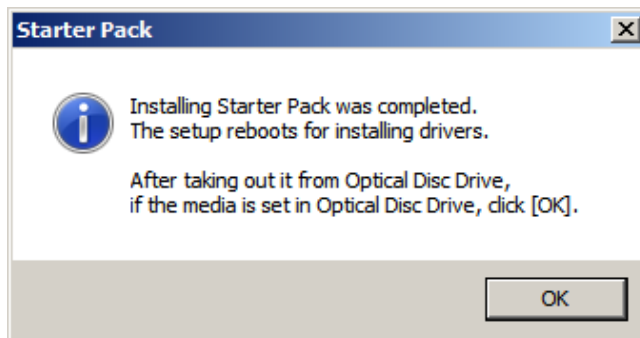 Starter Pack
Installing Starter Pack was completed.
The setup reboots for installing drivers.
After taking out it from Optical Disc Drive,
if the media is set in Optical Disc Drive, click [OK].
OK